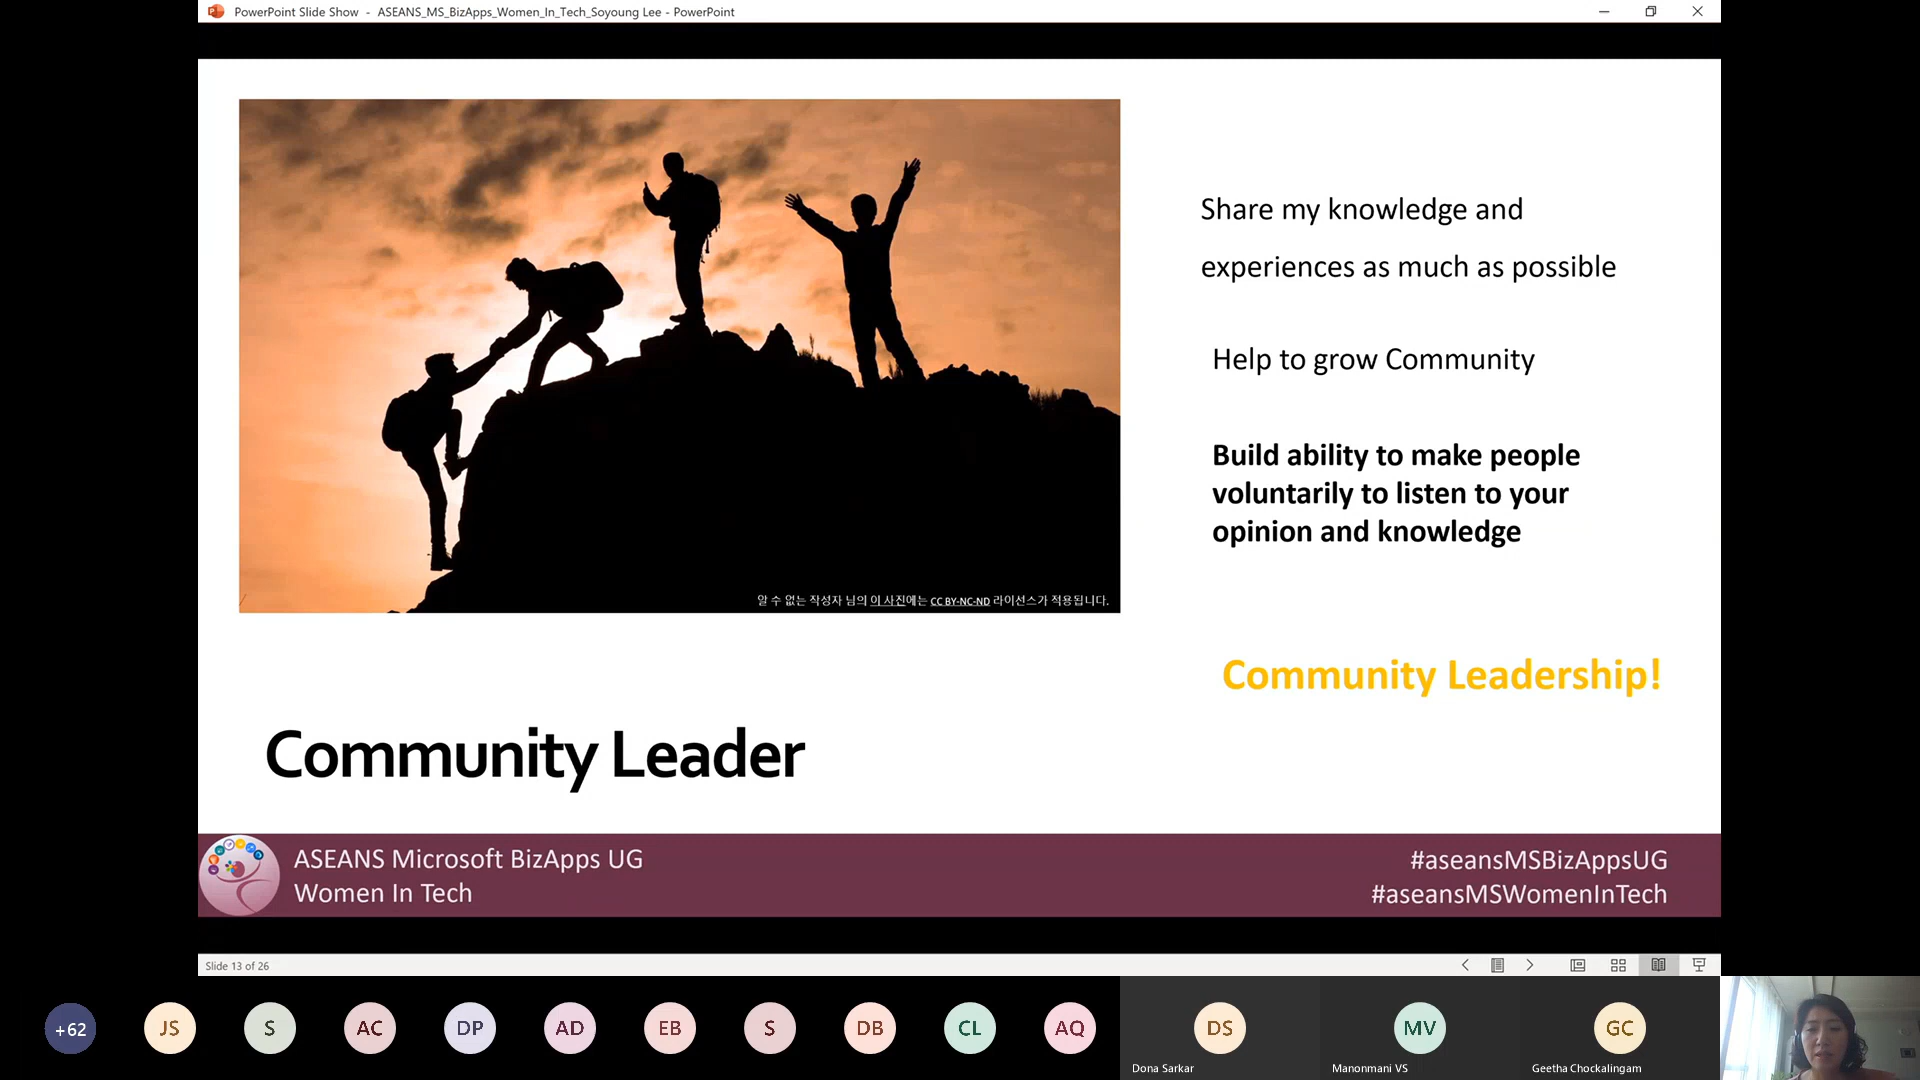 PowerPoint Slide Show - ASEANS_MS_BizApps_Women_In_Tech_Soyoung Lee - PowerPoint
Share my knowledge and
experiences as much as possible
Help to grow Community
Build ability to make people
voluntarily to listen to your
opinion and knowledge
알 수 없는 작성자 님의 이 사진에는 CC BY-NC-ND 라이선스가 적용됩니다.
Community Leadership!
Community Leader
ASEANS Microsoft BizApps UG
Women In Tech
#aseansMSBizAppsUG
#aseansMSWomenInTech
Slide 13 of 26
+62
JS
S
AC
DP
AD
EB
S
DB
CL
AQ
DS
MV
GC
Dona Sarkar
Manonmani VS
Geetha Chockalingam